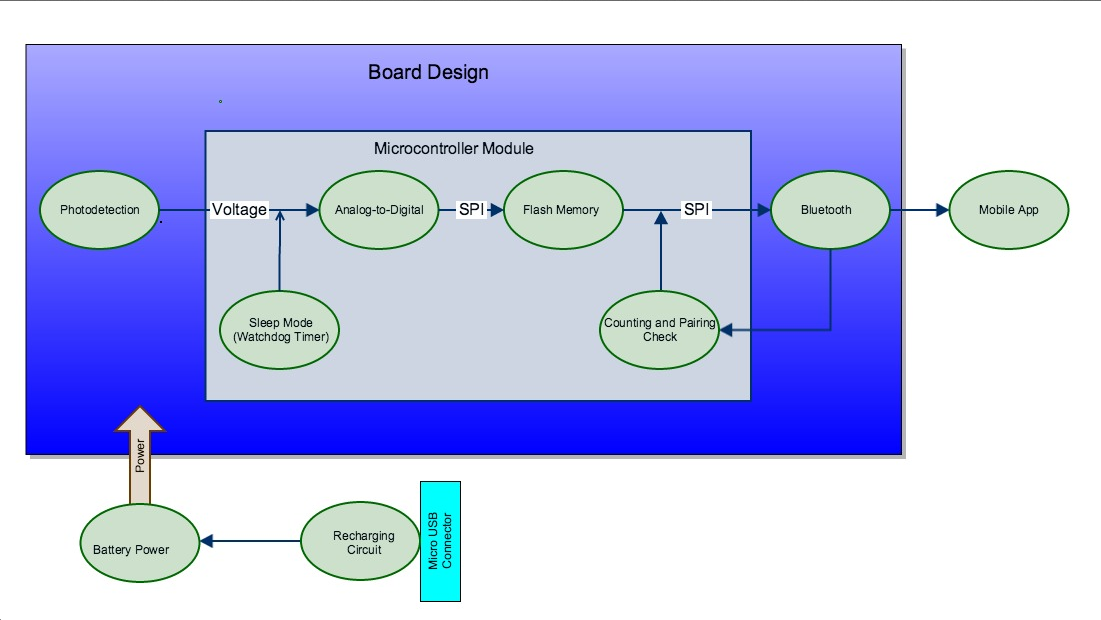 Board Design
Microcontroller Module
Photodetection
Voltage
Analog-to-Digital
SPI
Flash Memory
SPI
Bluetooth
Mobile App
Sleep Mode
(Watchdog Timer)
Counting and Pairing
Check
Power
Battery Power
Recharging
Circuit
Micro USB
Connector